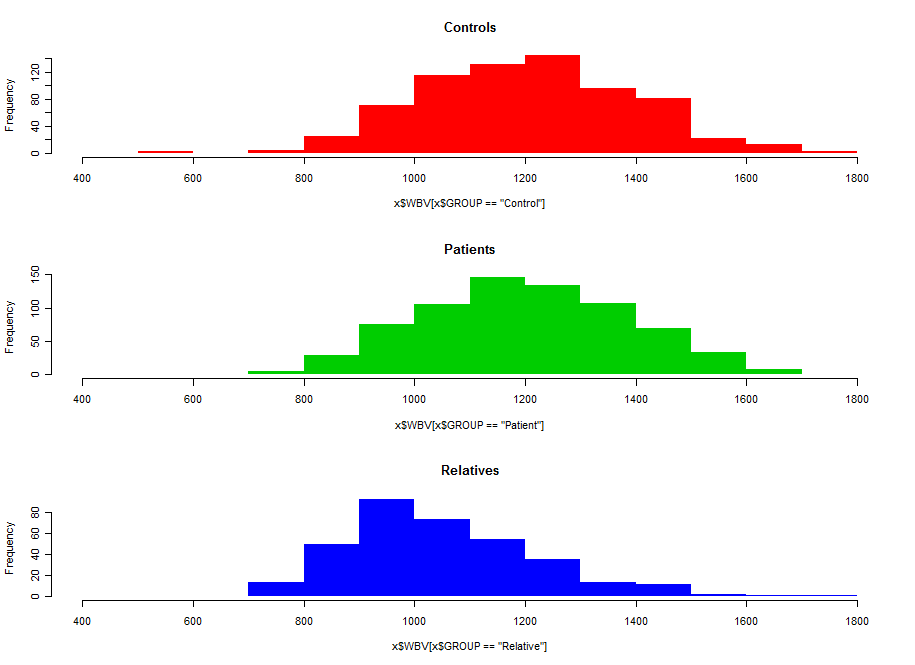 Controls
Frequency
0 40 80 120
400 600 800 1000 1200 1400 1600 1800
x$WBV[x$GROUP == "Control"]
Patients
Frequency
0 50 100 150
400 600 800 1000 1200 1400 1600 1800
x$WBV[x$GROUP == "Patient"]
Relatives
Frequency
0 20 40 60 80
400 600 800 1000 1200 1400 1600 1800
x$WBV[x$GROUP == "Relative"]